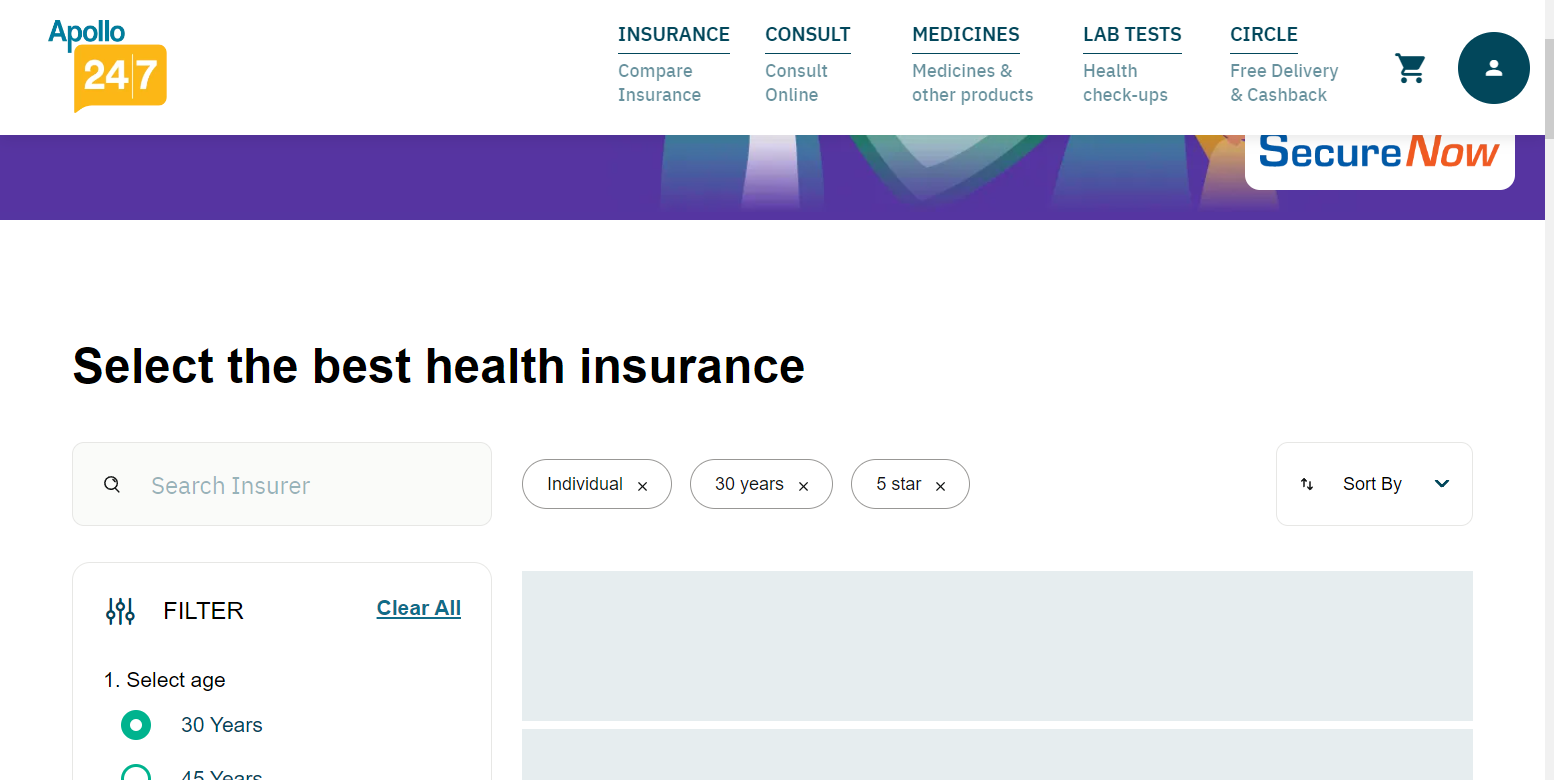 Apollo
24|7
INSURANCE
Compare
Insurance
CONSULT
Consult
Online
MEDICINES
Medicines &
other products
LAB TESTS
Health
check-ups
CIRCLE
Free Delivery
& Cashback
SecureNow
Select the best health insurance
Search Insurer
Individual ×
30 years ×
5 star ×
Sort By
FILTER
Clear All
1. Select age
30 Years
45 Years